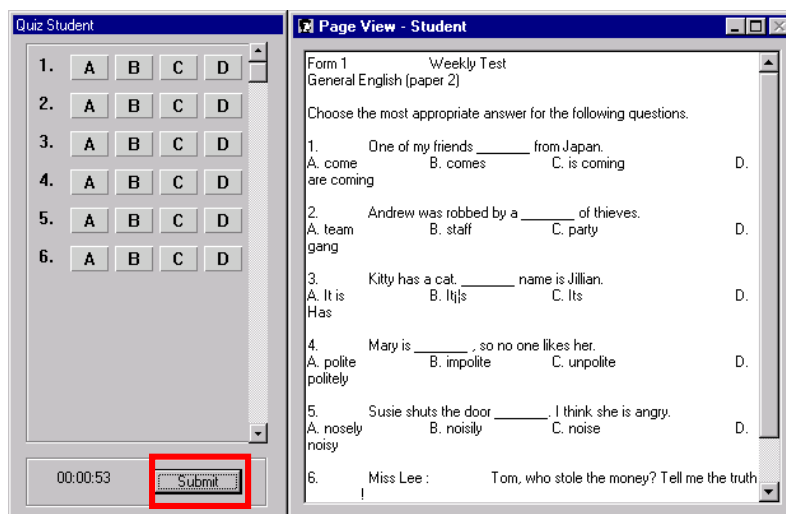 Quiz Student
1. A B C D
2. A B C D
3. A B C D
4. A B C D
5. A B C D
6. A B C D
00:00:53 Submit
Page View - Student
Form 1 Weekly Test
General English (paper 2)
Choose the most appropriate answer for the following questions.
1. One of my friends _______ from Japan.
A. come B. comes C. is coming D.
are coming
2. Andrew was robbed by a _______ of thieves.
A. team B. staff C. party D.
gang
3. Kitty has a cat. _______ name is Jillian.
A. It is B. It¡¦s C. Its D.
Has
4. Mary is _______ , so no one likes her.
A. polite B. impolite C. unpolite D.
politely
5. Susie shuts the door _______. I think she is angry.
A. nosely B. noisily C. noise D.
noisy
6. Miss Lee : Tom, who stole the money? Tell me the truth
!